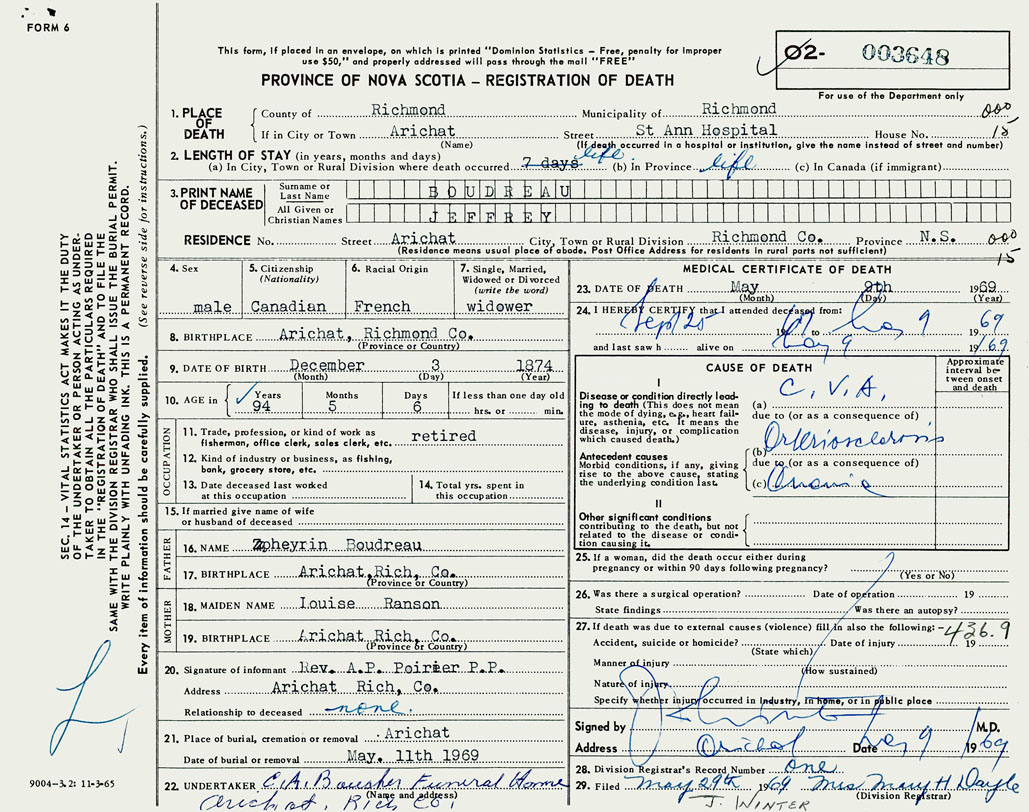 FORM 6
This form, if placed in an envelope, on which is printed "Dominion Statistics – Free, penalty for improper
use $50," and properly addressed will pass through the mail "FREE"
PROVINCE OF NOVA SCOTIA – REGISTRATION OF DEATH
02- 003648
For use of the Department only
1. PLACE OF DEATH
County of Richmond Municipality of Richmond
If in City or Town Arichat Street St Ann Hospital House No.
(Name) (If death occurred in a hospital or institution, give the name instead of street and number)
000
15
2. LENGTH OF STAY (in years, months and days)
(a) In City, Town or Rural Division where death occurred 7 days life (b) in Province life (c) In Canada (if immigrant)
3. PRINT NAME OF DECEASED
Surname or Last Name BOUDREAU
All Given or Christian Names JEFFREY
RESIDENCE No. Street Arichat City, Town or Rural Division Richmond Co. Province N.S.
(Residence means usual place of abode. Post Office Address for residents in rural parts not sufficient)
000
15
4. Sex male
5. Citizenship (Nationality) Canadian
6. Racial Origin French
7. Single, Married, Widowed or Divorced (write the word) widower
8. BIRTHPLACE Arichat, Richmond Co.
(Province or Country)
9. DATE OF BIRTH December 3 1874
(Month) (Day) (Year)
10. AGE in Years 94 Months 5 Days 6 If less than one day old hrs. or min.
OCCUPATION
11. Trade, profession, or kind of work as
fisherman, office clerk, sales clerk, etc. retired
12. Kind of industry or business, as fishing,
bank, grocery store, etc.
13. Date deceased last worked
at this occupation
14. Total yrs. spent in
this occupation
15. If married give name of wife
or husband of deceased
FATHER
16. NAME Zpheyrin Boudreau
17. BIRTHPLACE Arichat, Rich, Co.
(Province or Country)
MOTHER
18. MAIDEN NAME Louise Ranson
19. BIRTHPLACE Arichat Rich, Co.
(Province or Country)
20. Signature of informant Rev. A.P. Poirier P.P.
Address Arichat Rich, Co.
Relationship to deceased none.
21. Place of burial, cremation or removal Arichat
Date of burial or removal May. 11th 1969
22. UNDERTAKER C.A. Boucher Funeral Home
(Name and address)
Arichat, Rich Co,
MEDICAL CERTIFICATE OF DEATH
23. DATE OF DEATH May 9th 1969
(Month) (Day) (Year)
24. I HEREBY CERTIFY that I attended deceased from:
Sept 25 1967 to May 9 1969
and last saw h alive on May 9 1969
CAUSE OF DEATH
Approximate interval between onset and death
I
Disease or condition directly leading to death (This does not mean the mode of dying, e.g., heart failure, asthenia, etc. It means the disease, injury, or complication which caused death.)
(a) C.V.A.
due to (or as a consequence of)
Antecedent causes
Morbid conditions, if any, giving rise to the above cause, stating the underlying condition last.
(b) Arteriosclerosis
due to (or as a consequence of)
(c) Anemia
II
Other significant conditions
contributing to the death, but not
related to the disease or condition causing it.
25. If a woman, did the death occur either during
pregnancy or within 90 days following pregnancy?
(Yes or No)
26. Was there a surgical operation? Date of operation 19
State findings Was there an autopsy?
27. If death was due to external causes (violence) fill in also the following:- 436.9
Accident, suicide or homicide? Date of injury 19
(State which)
Manner of injury
(How sustained)
Nature of injury
Specify whether injury occurred in industry, in home, or in public place
Signed by M.D.
Address Arichat Date May 9 1969
28. Division Registrar's Record Number one
29. Filed May 29th 1969 Mrs Mary H Doyle
(Division Registrar)
J. WINTER
SEC. 14 – VITAL STATISTICS ACT MAKES IT THE DUTY
OF THE UNDERTAKER OR PERSON ACTING AS UNDER-
TAKER TO OBTAIN ALL THE PARTICULARS REQUIRED
IN THE "REGISTRATION OF DEATH" AND TO FILE THE
SAME WITH THE DIVISION REGISTRAR WHO SHALL ISSUE THE BURIAL PERMIT.
WRITE PLAINLY WITH UNFADING INK. THIS IS A PERMANENT RECORD.
Every item of information should be carefully supplied. (See reverse side for instructions.)
9004-3.2: 11-3-65